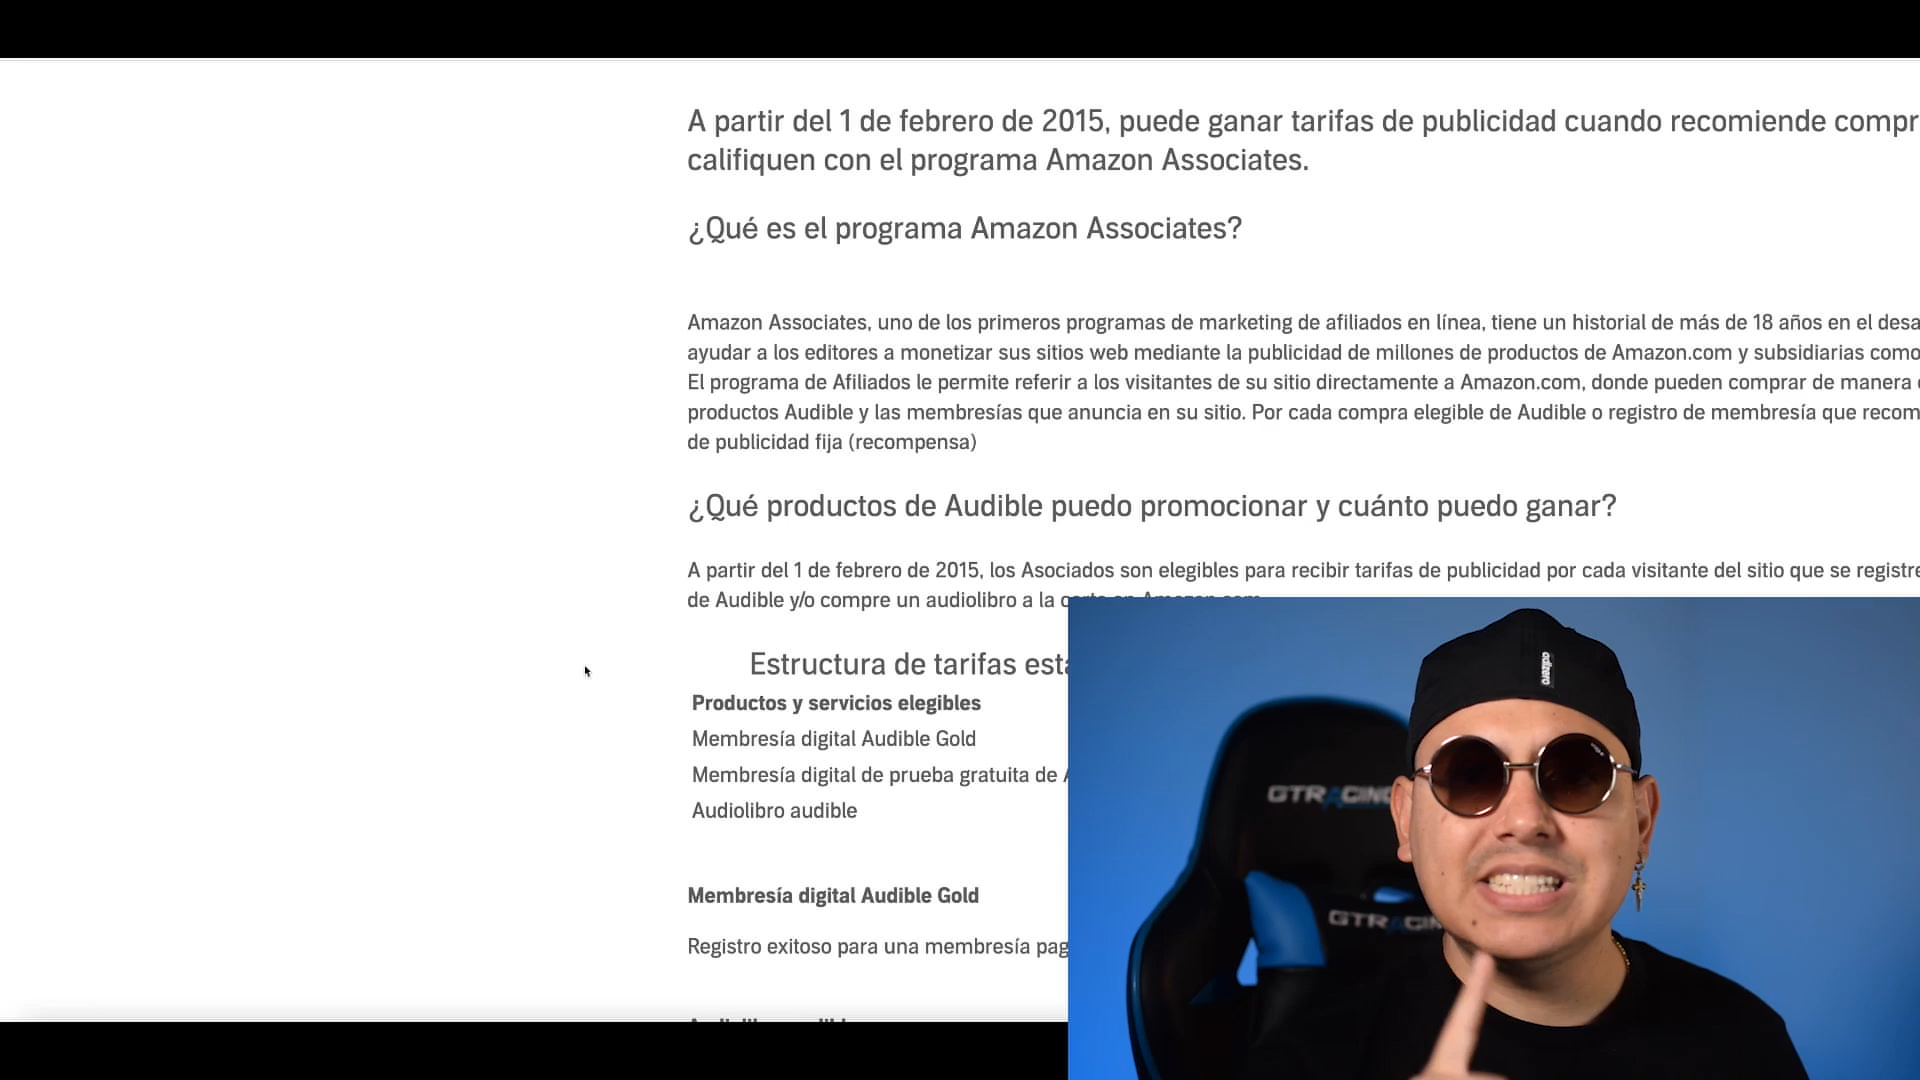 A partir del 1 de febrero de 2015, puede ganar tarifas de publicidad cuando recomiende compr
califiquen con el programa Amazon Associates.
¿Qué es el programa Amazon Associates?
Amazon Associates, uno de los primeros programas de marketing de afiliados en línea, tiene un historial de más de 18 años en el desa
ayudar a los editores a monetizar sus sitios web mediante la publicidad de millones de productos de Amazon.com y subsidiarias como
El programa de Afiliados le permite referir a los visitantes de su sitio directamente a Amazon.com, donde pueden comprar de manera
productos Audible y las membresías que anuncia en su sitio. Por cada compra elegible de Audible o registro de membresía que recom
de publicidad fija (recompensa)
¿Qué productos de Audible puedo promocionar y cuánto puedo ganar?
A partir del 1 de febrero de 2015, los Asociados son elegibles para recibir tarifas de publicidad por cada visitante del sitio que se registre
de Audible y/o compre un audiolibro a la
Estructura de tarifas está
Productos y servicios elegibles
Membresía digital Audible Gold
Membresía digital de prueba gratuita de
Audiolibro audible
Membresía digital Audible Gold
Registro exitoso para una membresía pag
adizero
GTRACING
GTRACIN